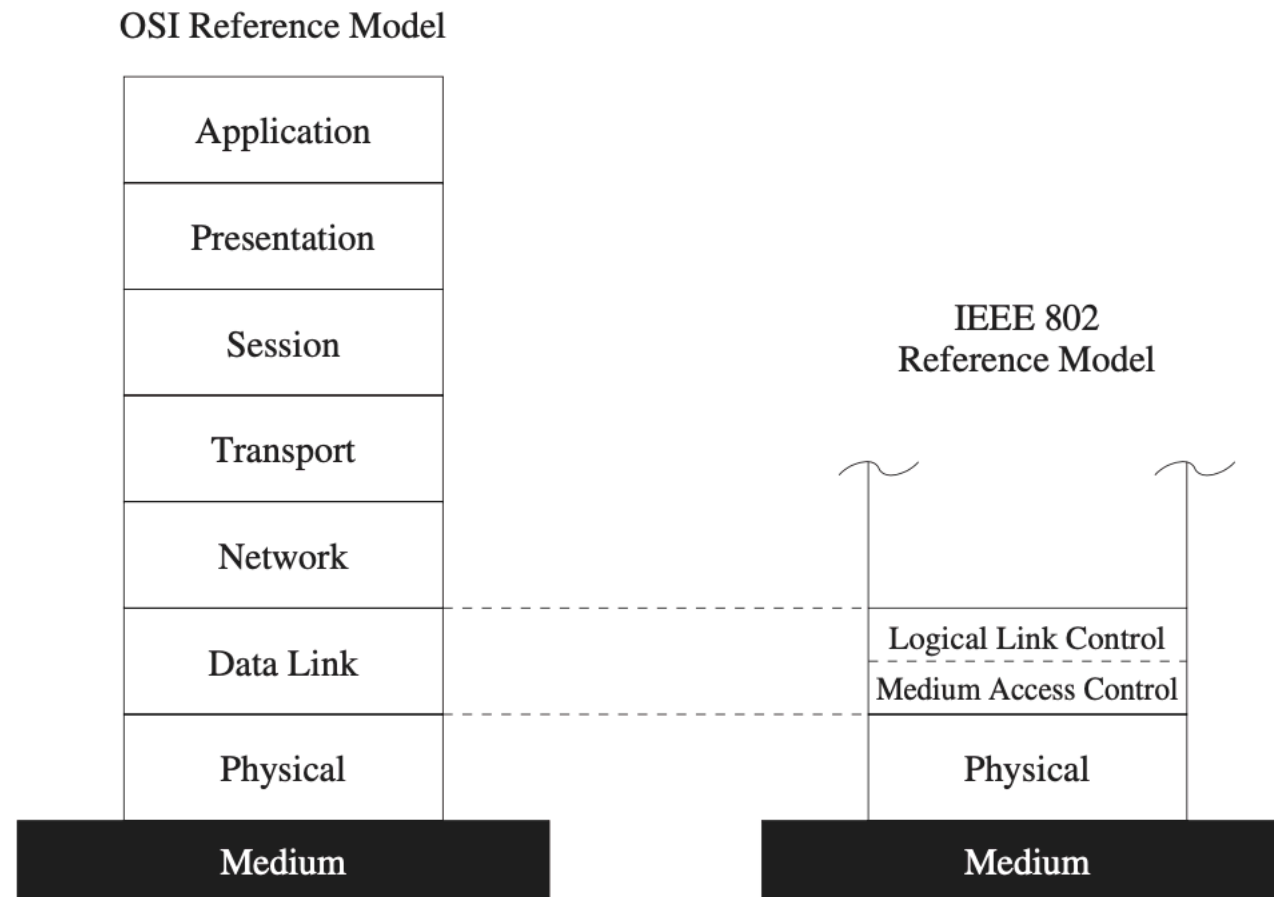 OSI Reference Model
Application
Presentation
Session
Transport
Network
Data Link
Physical
Medium
IEEE 802
Reference Model
Logical Link Control
Medium Access Control
Physical
Medium